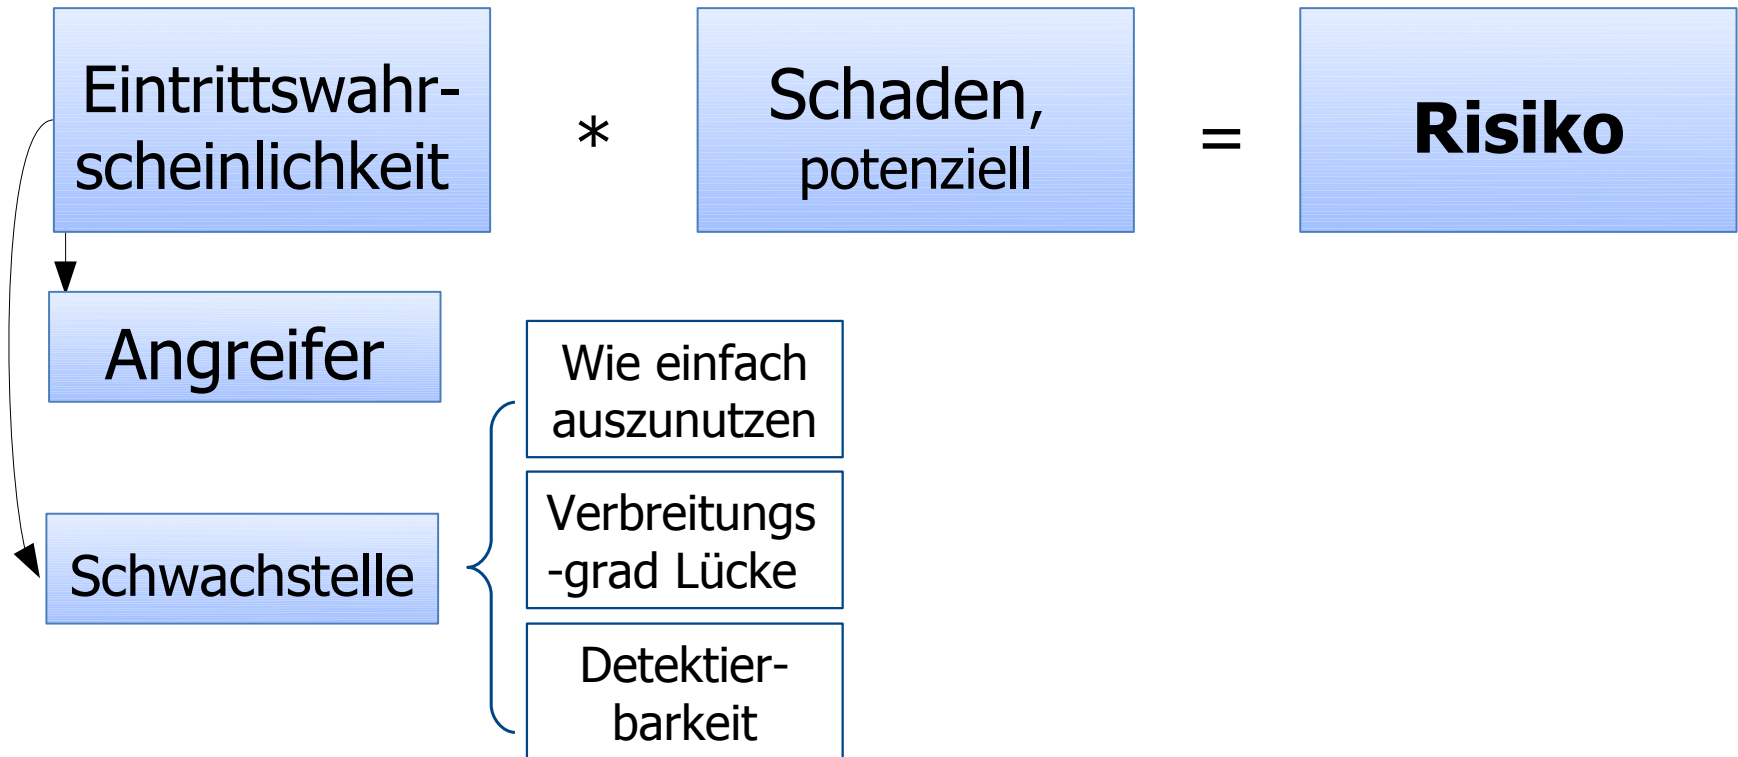 Eintrittswahr-
scheinlichkeit
*
Schaden,
potenziell
=
Risiko
Angreifer
Schwachstelle
Wie einfach
auszunutzen
Verbreitungs
-grad Lücke
Detektier-
barkeit